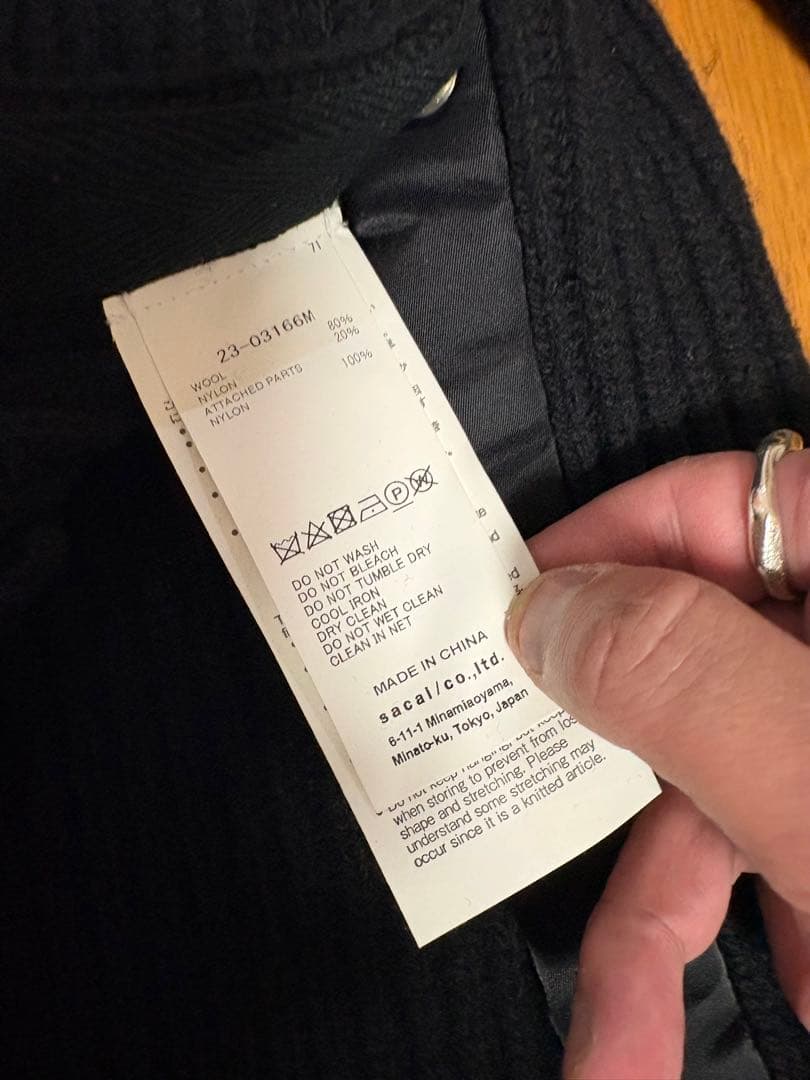 71
23-03166M
WOOL 80%
NYLON 20%
ATTACHED PARTS
NYLON 100%
P
W
DO NOT WASH
DO NOT BLEACH
DO NOT TUMBLE DRY
COOL IRON
DRY CLEAN
DO NOT WET CLEAN
CLEAN IN NET
MADE IN CHINA
sacai/co.,ltd.
6-11-1 Minamiaoyama,
Minato-ku, Tokyo, Japan
when storing to prevent from
shape and stretching. Please
understand some stretching may
occur since it is a knitted article.